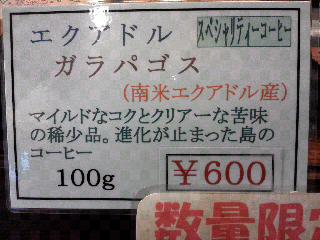 エクアドル
スペシャリティーコーヒー
ガラパゴス
(南米エクアドル産)
マイルドなコクとクリアーな苦味
の稀少品。進化が止まった島の
コーヒー
100g
￥600
数量限